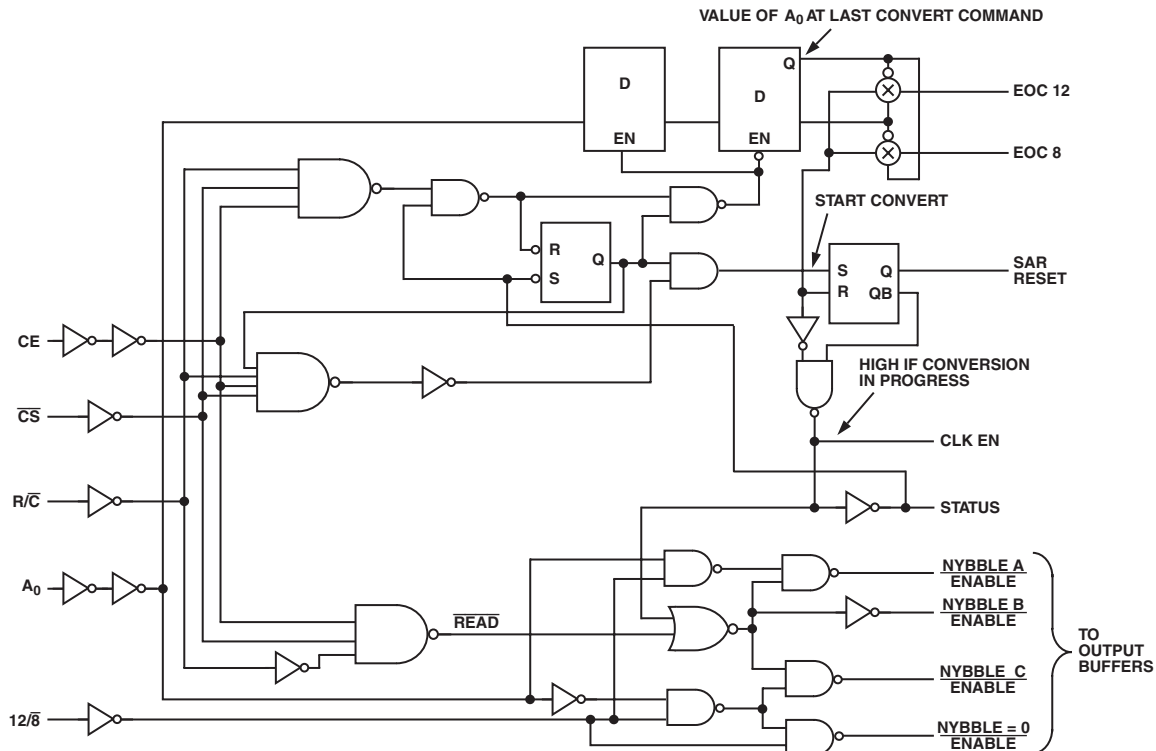 VALUE OF A0 AT LAST CONVERT COMMAND
Q
D
D
EN
EN
EOC 12
EOC 8
START CONVERT
R
S
Q
S
R
Q
QB
SAR
RESET
CE
HIGH IF CONVERSION
IN PROGRESS
CS
CLK EN
R/C
STATUS
A0
NYBBLE A
ENABLE
NYBBLE B
ENABLE
READ
TO
OUTPUT
BUFFERS
NYBBLE C
ENABLE
12/8
NYBBLE = 0
ENABLE